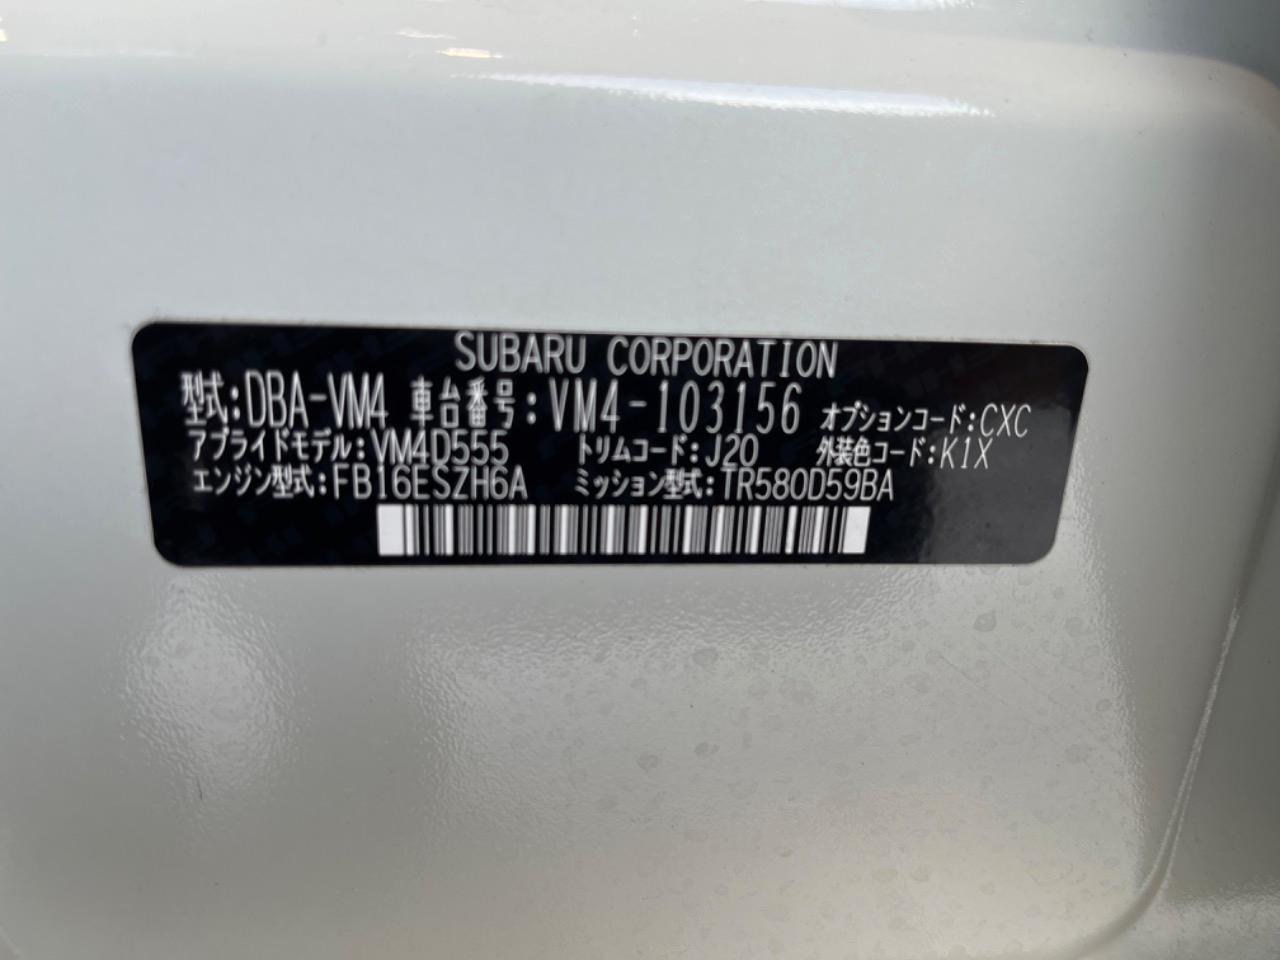 SUBARU CORPORATION
型式:DBA-VM4 車台番号:VM4-103156 オプションコード:CXC
アプライドモデル:VM4D555 トリムコード:J20 外装色コード:K1X
エンジン型式:FB16ESZH6A ミッション型式:TR580D59BA